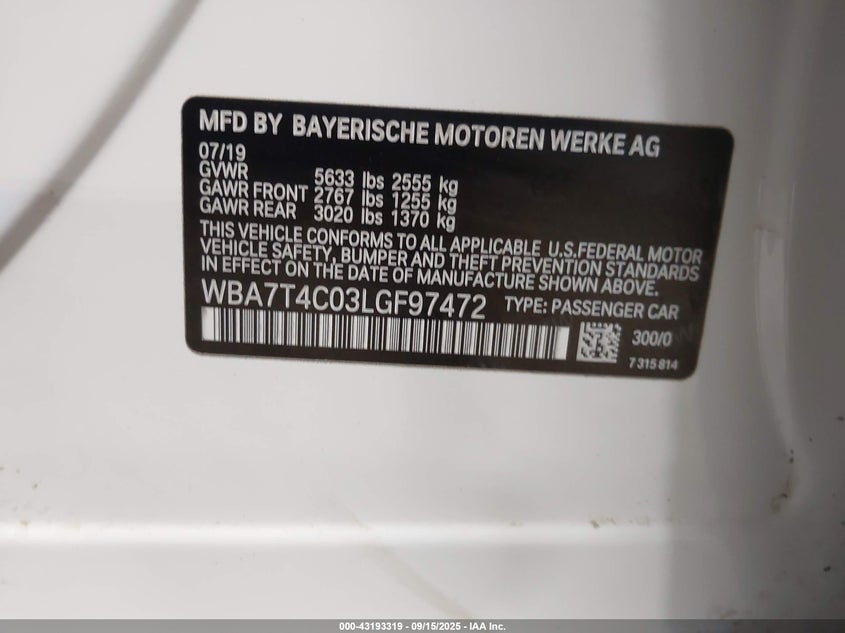 MFD BY BAYERISCHE MOTOREN WERKE AG
07/19
GVWR 5633 lbs 2555 kg
GAWR FRONT 2767 lbs 1255 kg
GAWR REAR 3020 lbs 1370 kg
THIS VEHICLE CONFORMS TO ALL APPLICABLE U.S.FEDERAL MOTOR
VEHICLE SAFETY, BUMPER AND THEFT PREVENTION STANDARDS
IN EFFECT ON THE DATE OF MANUFACTURE SHOWN ABOVE.
WBA7T4C03LGF97472 TYPE: PASSENGER CAR
300/0
7 315 814
000-43193319 - 09/15/2025 - IAA Inc.